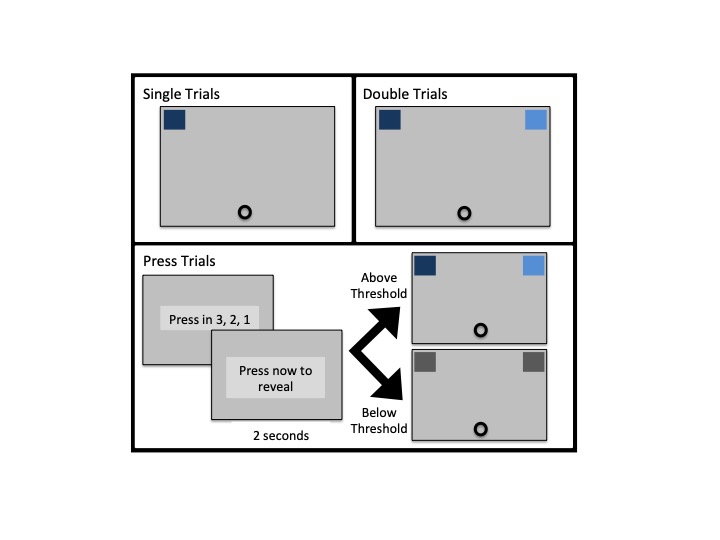 Single Trials
Double Trials
Press Trials
Press in 3, 2, 1
Press now to
reveal
2 seconds
Above
Threshold
Below
Threshold